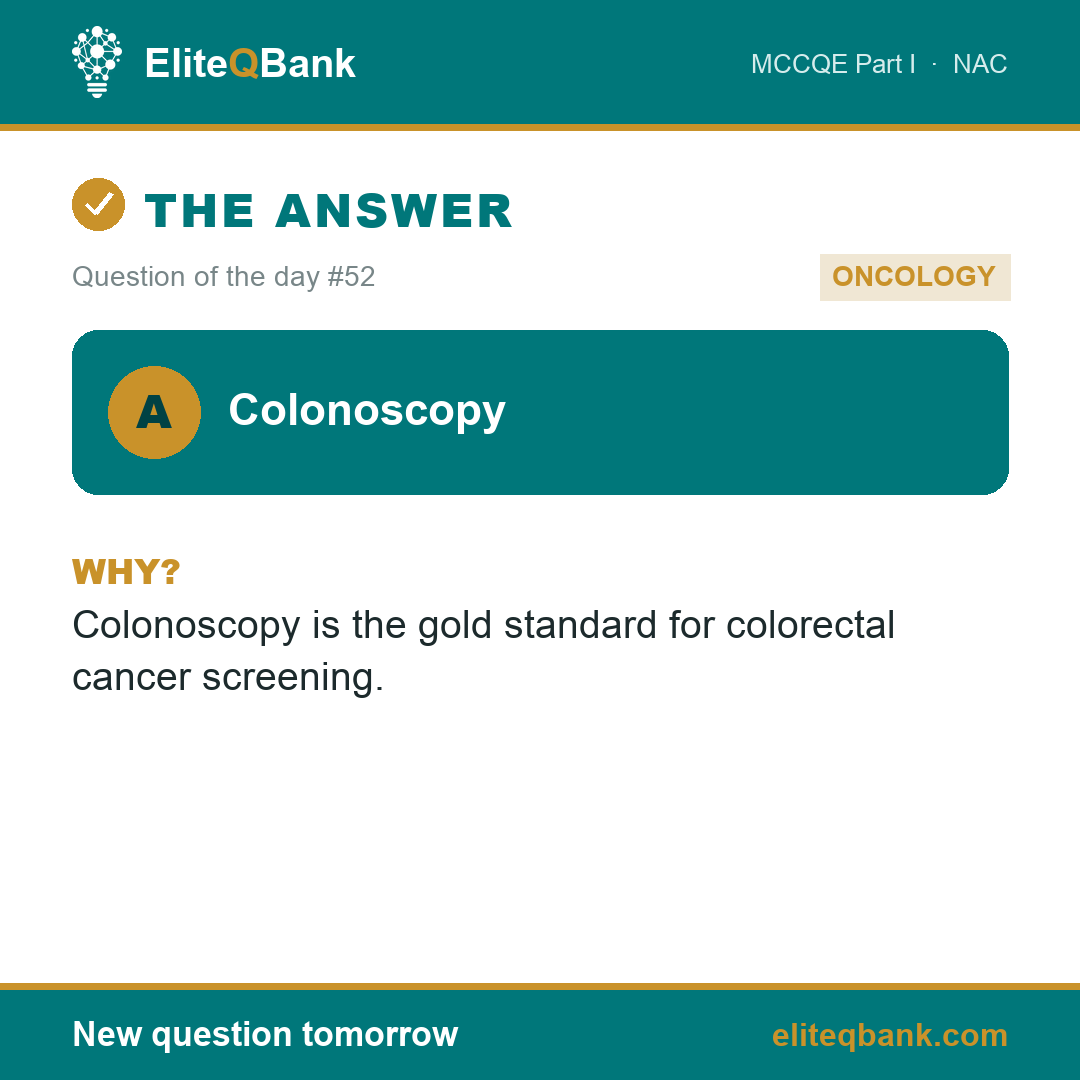 EliteQBank
MCCQE Part I · NAC
THE ANSWER
Question of the day #52
ONCOLOGY
A
Colonoscopy
WHY?
Colonoscopy is the gold standard for colorectal
cancer screening.
New question tomorrow
eliteqbank.com